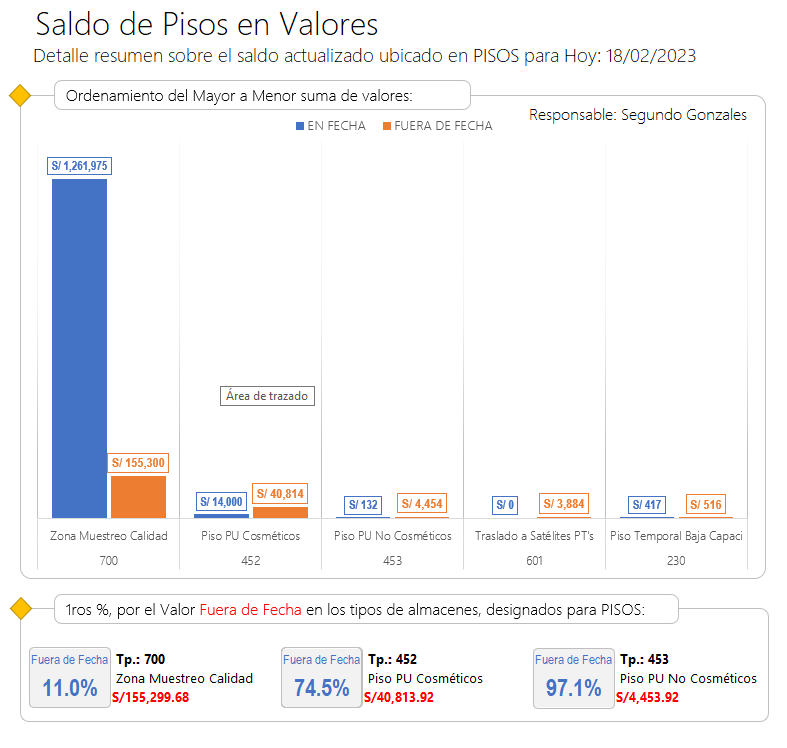 Saldo de Pisos en Valores
Detalle resumen sobre el saldo actualizado ubicado en PISOS para Hoy: 18/02/2023
Ordenamiento del Mayor a Menor suma de valores:
Responsable: Segundo Gonzales
EN FECHA FUERA DE FECHA
S/ 1,261,975
Área de trazado
S/ 155,300
S/ 14,000 S/ 40,814 S/ 132 S/ 4,454 S/ 0 S/ 3,884 S/ 417 S/ 516
Zona Muestreo Calidad Piso PU Cosméticos Piso PU No Cosméticos Traslado a Satélites PT's Piso Temporal Baja Capaci
700 452 453 601 230
1ros %, por el Valor Fuera de Fecha en los tipos de almacenes, designados para PISOS:
Fuera de Fecha Tp.: 700 Fuera de Fecha Tp.: 452 Fuera de Fecha Tp.: 453
11.0% Zona Muestreo Calidad 74.5% Piso PU Cosméticos 97.1% Piso PU No Cosméticos
S/155,299.68 S/40,813.92 S/4,453.92